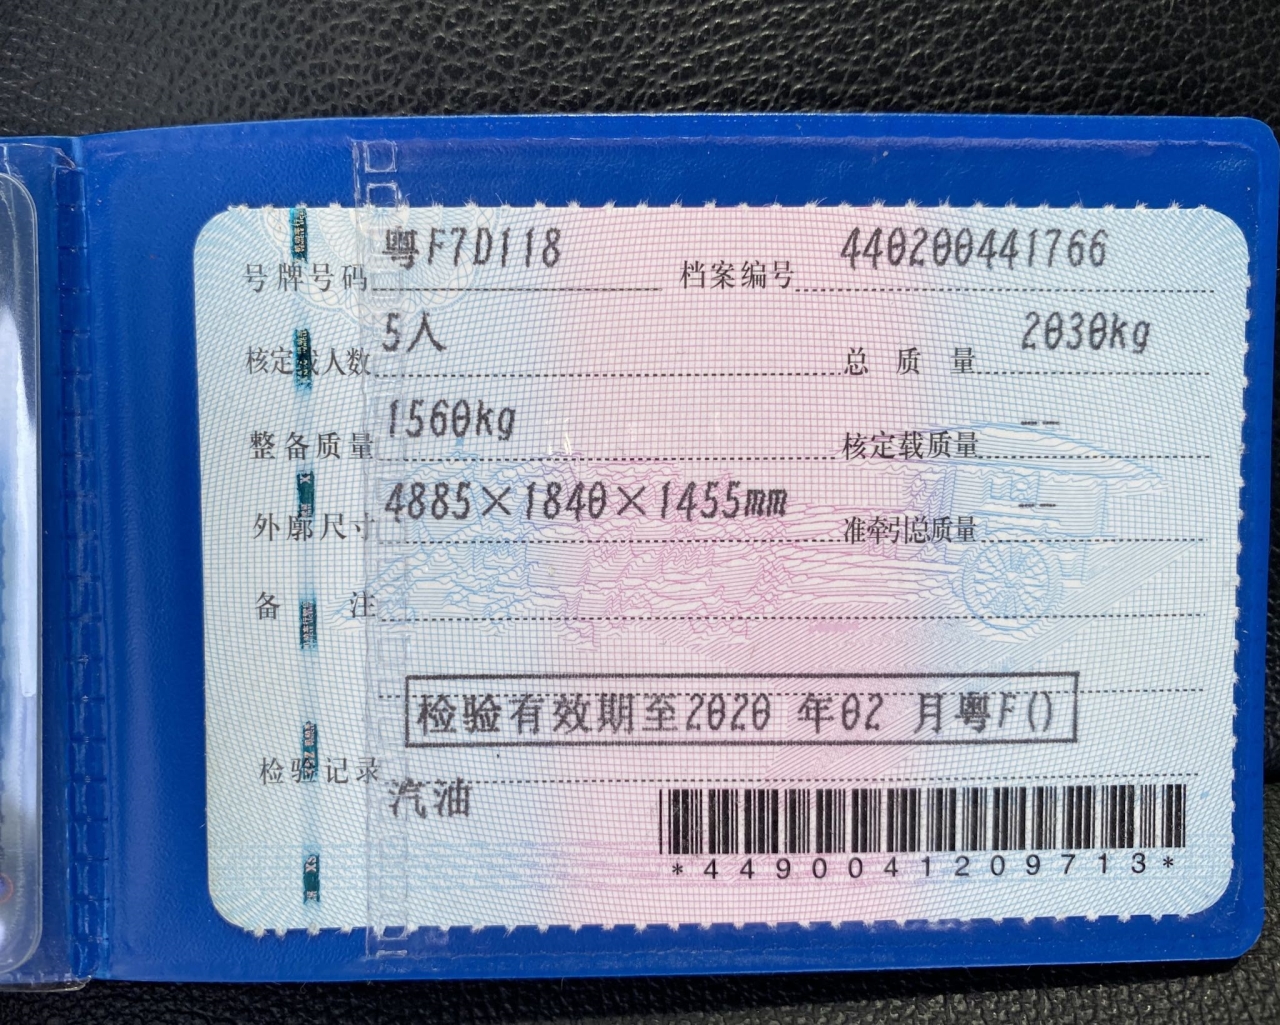 号牌号码 粤F7D118 档案编号 440200441766
核定载人数 5人 总质量 2030kg
整备质量 1560kg 核定载质量 --
外廓尺寸 4885×1840×1455mm 准牵引总质量 --
备注
检验有效期至2020 年02 月粤F()
检验记录
汽油
*4490041209713*